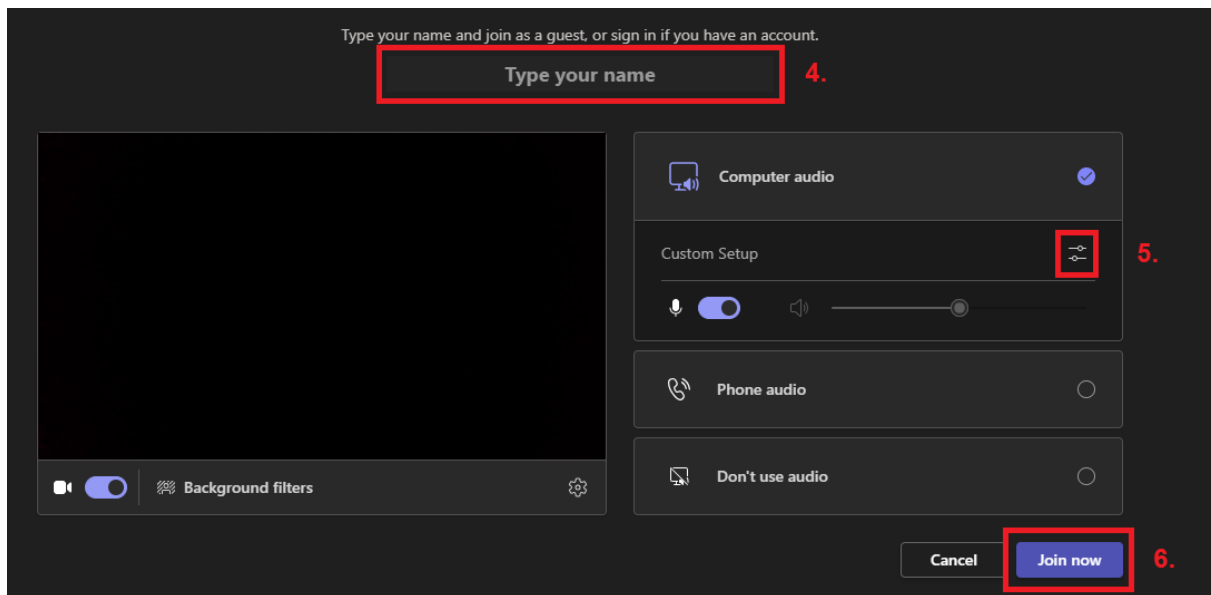 Type your name and join as a guest, or sign in if you have an account.
Type your name 4.
Computer audio
Custom Setup 5.
Phone audio
Don't use audio
Background filters
Cancel Join now 6.